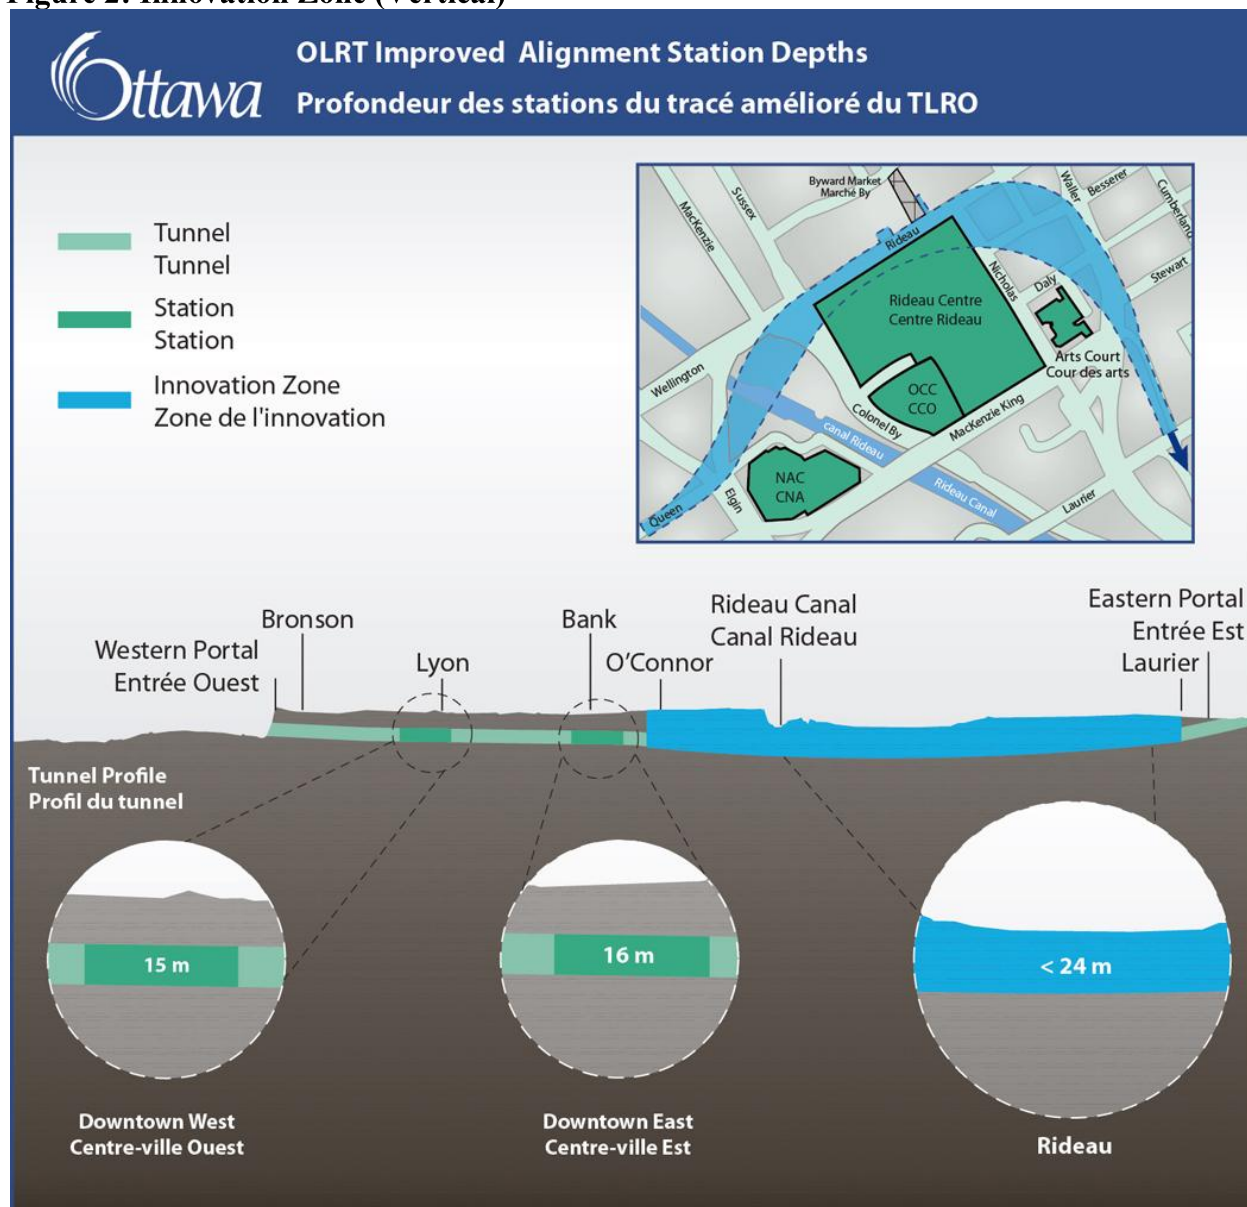 Figure 2: Innovation Zone (Vertical)
Ottawa
OLRT Improved Alignment Station Depths
Profondeur des stations du tracé amélioré du TLRO
Tunnel
Tunnel
Station
Station
Innovation Zone
Zone de l'innovation
Byward Market
Marché By
MacKenzie
Sussex
Rideau
Waller
Besserer
Cumberland
Stewart
Nicholas
Daly
Rideau Centre
Centre Rideau
Arts Court
Cour des arts
Wellington
OCC
CCO
Colonel By
MacKenzie King
canal Rideau
Rideau Canal
NAC
CNA
Elgin
Queen
Laurier
Western Portal
Entrée Ouest
Bronson
Lyon
Bank
O'Connor
Rideau Canal
Canal Rideau
Eastern Portal
Entrée Est
Laurier
Tunnel Profile
Profil du tunnel
15 m
16 m
< 24 m
Downtown West
Centre-ville Ouest
Downtown East
Centre-ville Est
Rideau